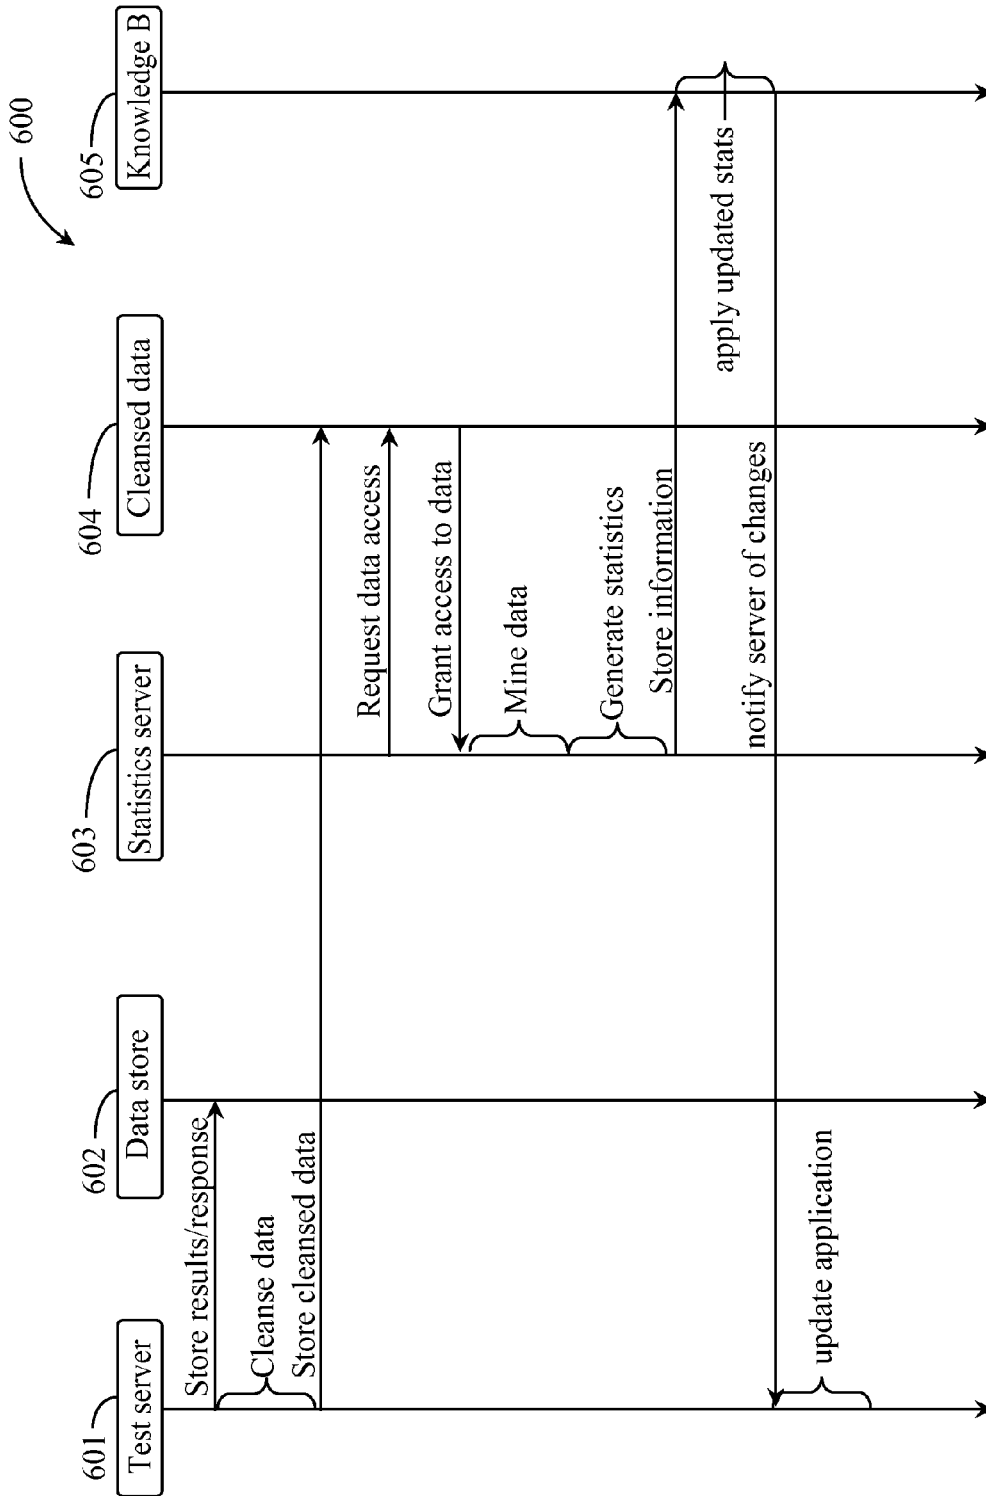 600
601
602
603
604
605
Test server
Data store
Statistics server
Cleansed data
Knowledge B
Store results/response
Cleanse data
Store cleansed data
Request data access
Grant access to data
Mine data
Generate statistics
Store information
apply updated stats
notify server of changes
update application